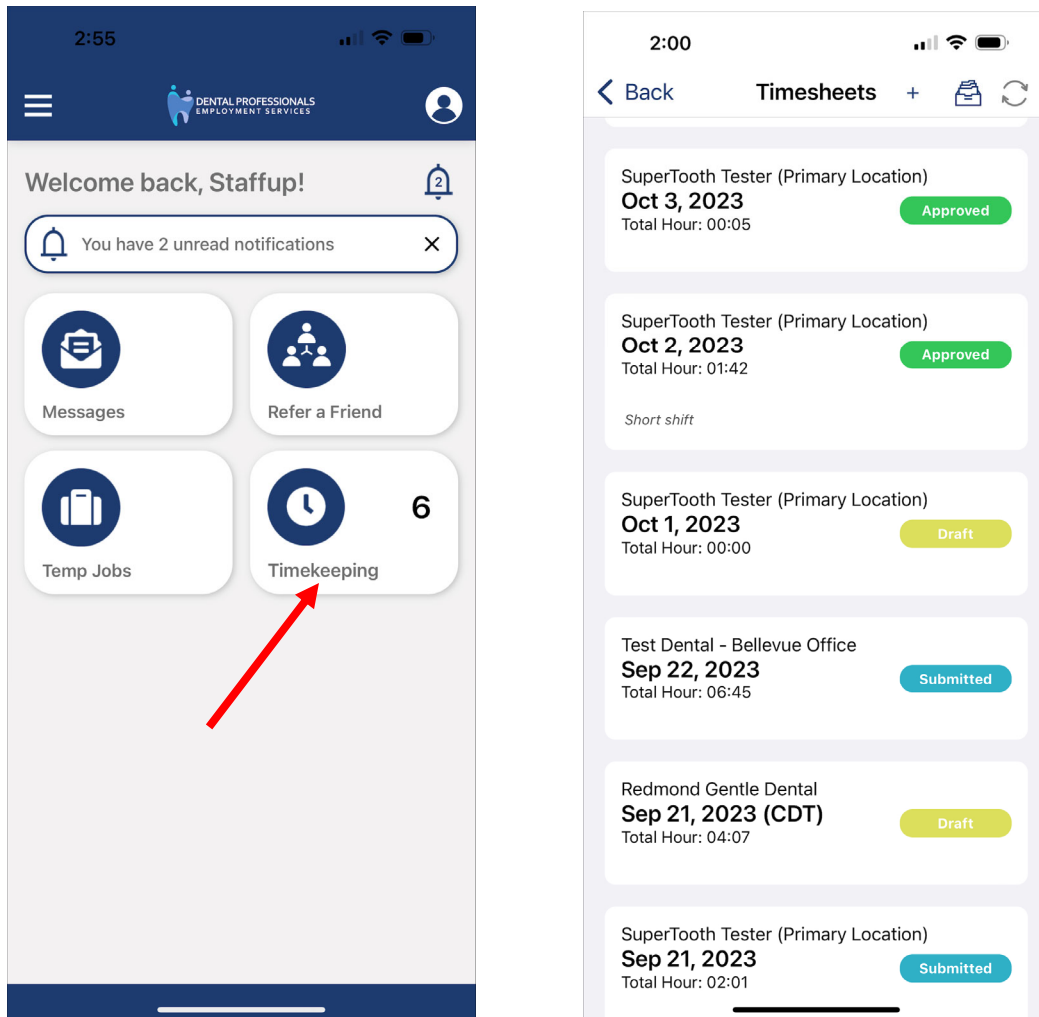 2:55
DENTAL PROFESSIONALS
EMPLOYMENT SERVICES
Welcome back, Staffup!
2
You have 2 unread notifications
Messages
Refer a Friend
6
Temp Jobs
Timekeeping
2:00
Back
Timesheets
+
SuperTooth Tester (Primary Location)
Oct 3, 2023
Approved
Total Hour: 00:05
SuperTooth Tester (Primary Location)
Oct 2, 2023
Approved
Total Hour: 01:42
Short shift
SuperTooth Tester (Primary Location)
Oct 1, 2023
Draft
Total Hour: 00:00
Test Dental - Bellevue Office
Sep 22, 2023
Submitted
Total Hour: 06:45
Redmond Gentle Dental
Sep 21, 2023 (CDT)
Draft
Total Hour: 04:07
SuperTooth Tester (Primary Location)
Sep 21, 2023
Submitted
Total Hour: 02:01